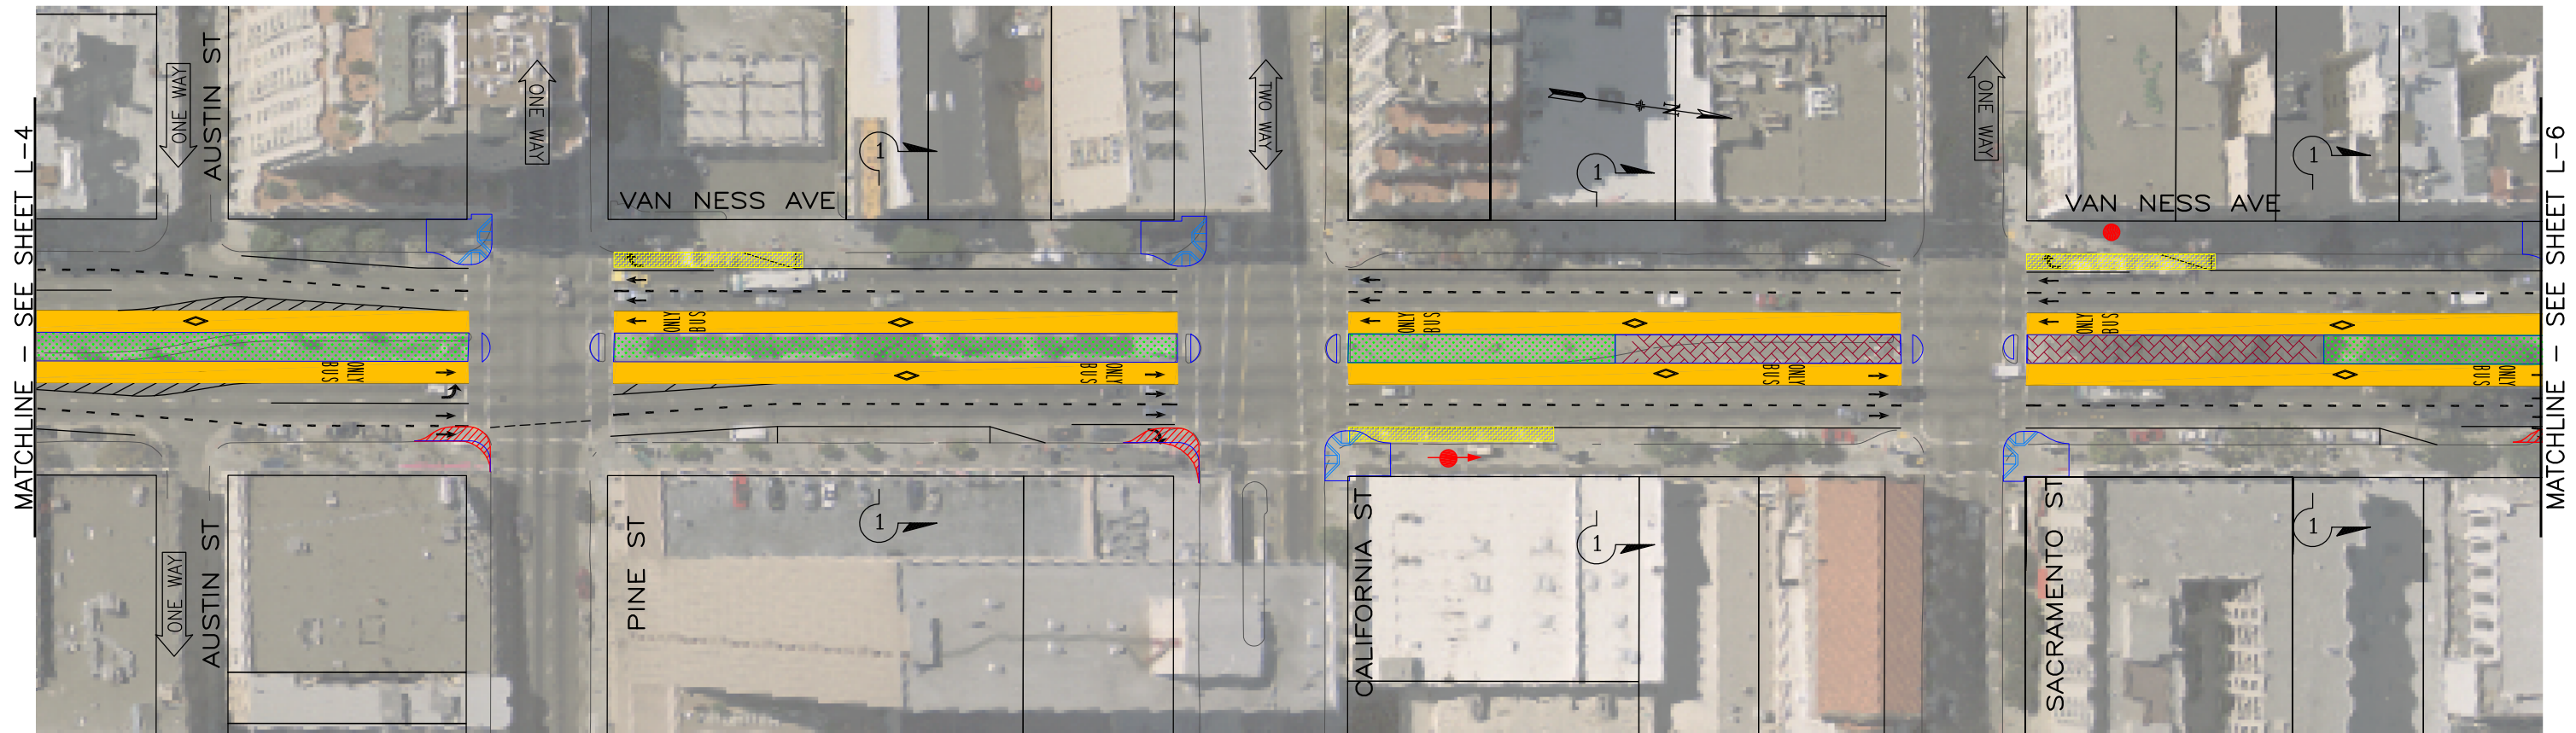 MATCHLINE – SEE SHEET L–4
ONE WAY
AUSTIN ST
ONE WAY
TWO WAY
N
ONE WAY
1
1
1
VAN NESS AVE
VAN NESS AVE
ONLY
BUS
ONLY
BUS
ONLY
BUS
BUS
ONLY
BUS
ONLY
BUS
ONLY
BUS
ONLY
ONE WAY
AUSTIN ST
PINE ST
1
CALIFORNIA ST
1
SACRAMENTO ST
1
MATCHLINE – SEE SHEET L–6